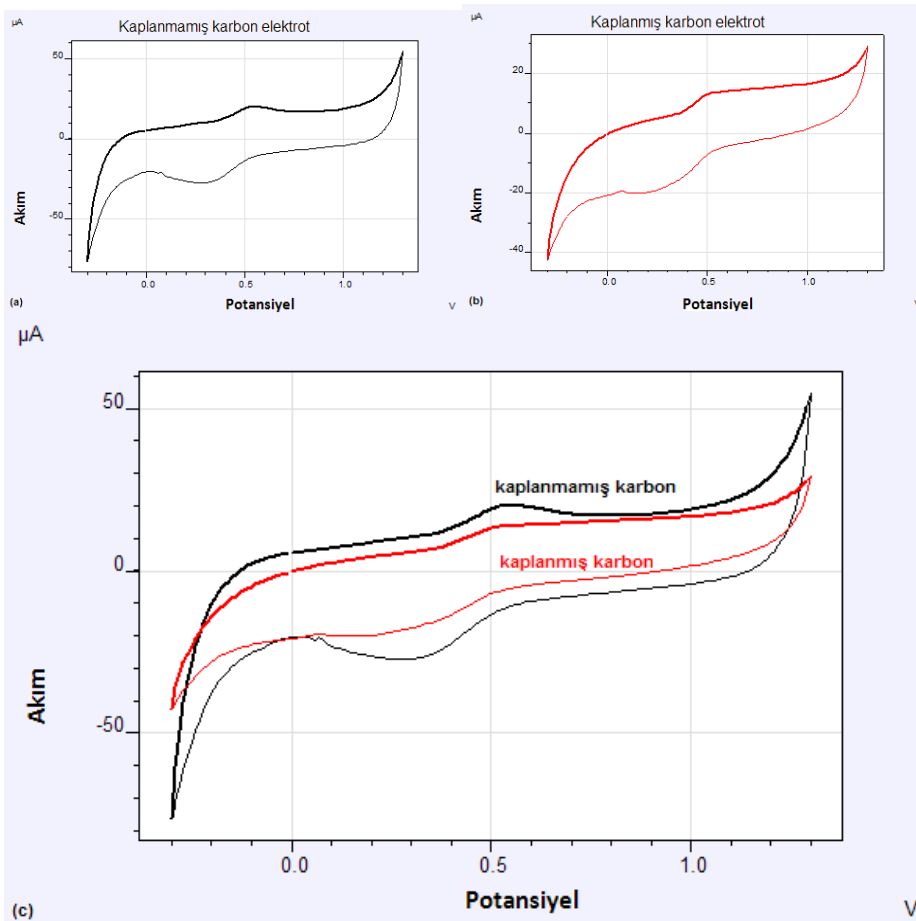 µA
Kaplanmamış karbon elektrot
50
0
-50
Akım
0.0
0.5
1.0
Potansiyel
V
(a)
µA
Kaplanmış karbon elektrot
20
0
-20
-40
Akım
0.0
0.5
1.0
Potansiyel
V
(b)
µA
50
0
-50
kaplanmamış karbon
kaplanmış karbon
Akım
0.0
0.5
1.0
Potansiyel
V
(c)